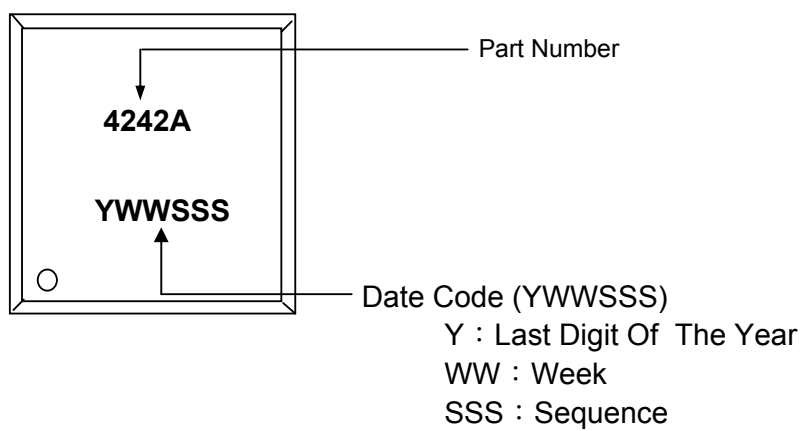 Part Number
4242A
YWWSSS
Date Code (YWWSSS)
Y：Last Digit Of The Year
WW：Week
SSS：Sequence